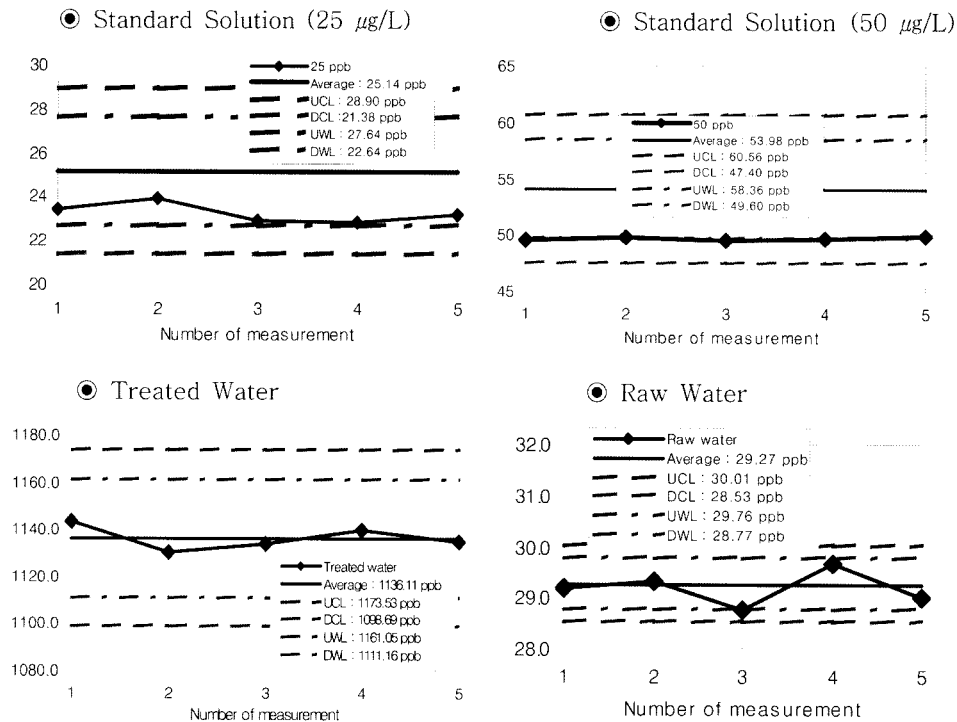 ◉ Standard Solution (25 μg/L)
30
28
26
24
22
20
25 ppb
Average : 25.14 ppb
UCL : 28.90 ppb
DCL : 21.38 ppb
UWL : 27.64 ppb
DWL : 22.64 ppb
1 2 3 4 5
Number of measurement
◉ Standard Solution (50 μg/L)
65
60
55
50
45
50 ppb
Average : 53.98 ppb
UCL : 60.56 ppb
DCL : 47.40 ppb
UWL : 58.36 ppb
DWL : 49.60 ppb
1 2 3 4 5
Number of measurement
◉ Treated Water
1180.0
1160.0
1140.0
1120.0
1100.0
1080.0
Treated water
Average : 1136.11 ppb
UCL : 1173.53 ppb
DCL : 1098.69 ppb
UWL : 1161.05 ppb
DWL : 1111.16 ppb
1 2 3 4 5
Number of measurement
◉ Raw Water
32.0
31.0
30.0
29.0
28.0
Raw water
Average : 29.27 ppb
UCL : 30.01 ppb
DCL : 28.53 ppb
UWL : 29.76 ppb
DWL : 28.77 ppb
1 2 3 4 5
Number of measurement